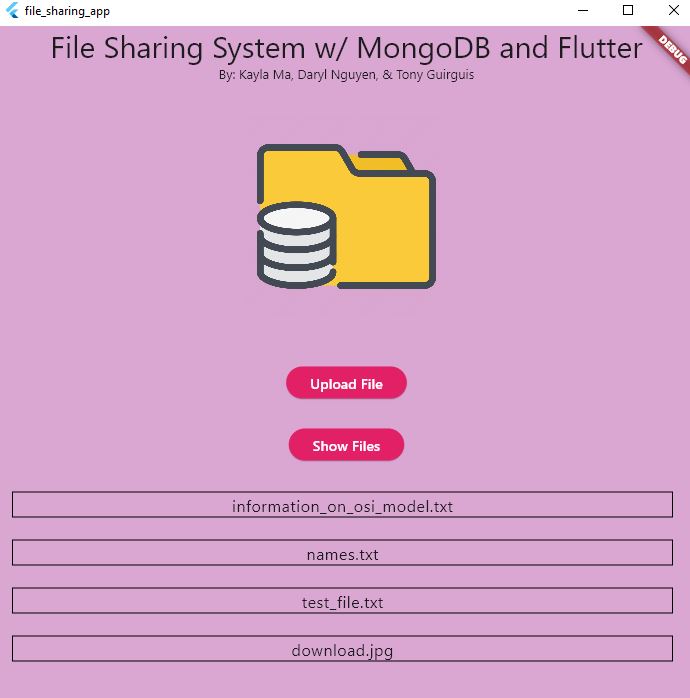 file_sharing_app
File Sharing System w/ MongoDB and Flutter
DEBUG
By: Kayla Ma, Daryl Nguyen, & Tony Guirguis
Upload File
Show Files
information_on_osi_model.txt
names.txt
test_file.txt
download.jpg